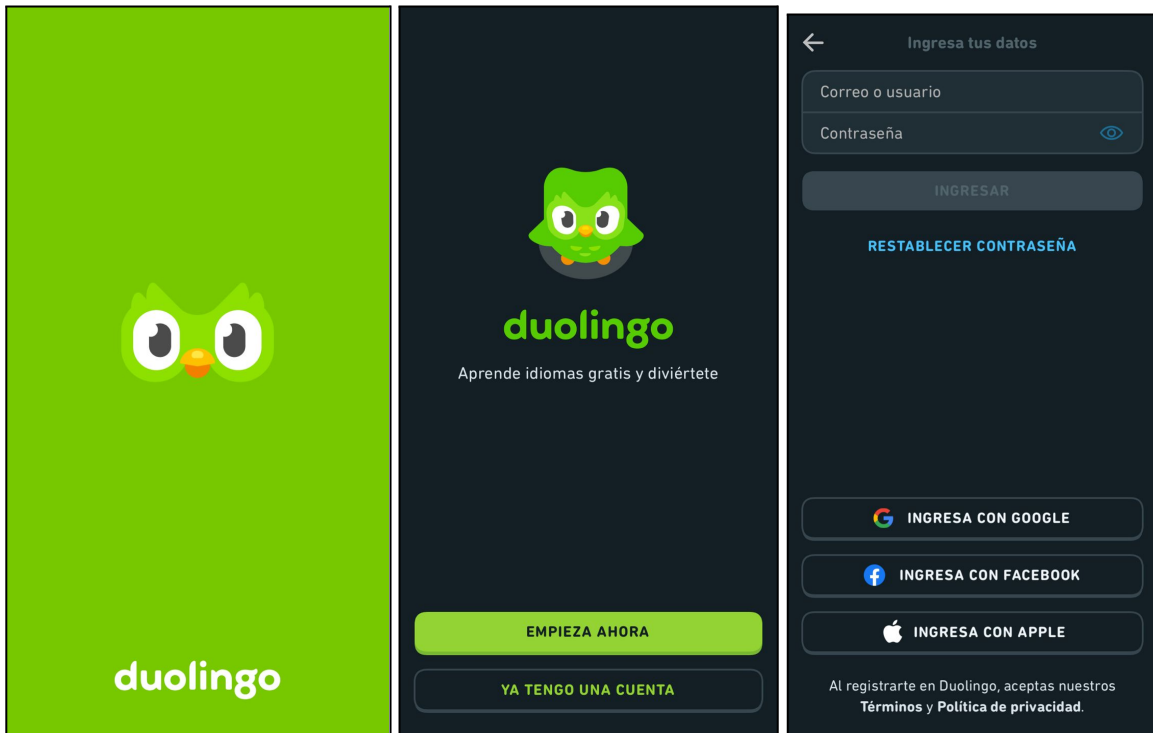 duolingo
duolingo
Aprende idiomas gratis y diviértete
EMPIEZA AHORA
YA TENGO UNA CUENTA
Ingresa tus datos
Correo o usuario
Contraseña
INGRESAR
RESTABLECER CONTRASEÑA
INGRESA CON GOOGLE
INGRESA CON FACEBOOK
INGRESA CON APPLE
Al registrarte en Duolingo, aceptas nuestros
Términos y Política de privacidad.